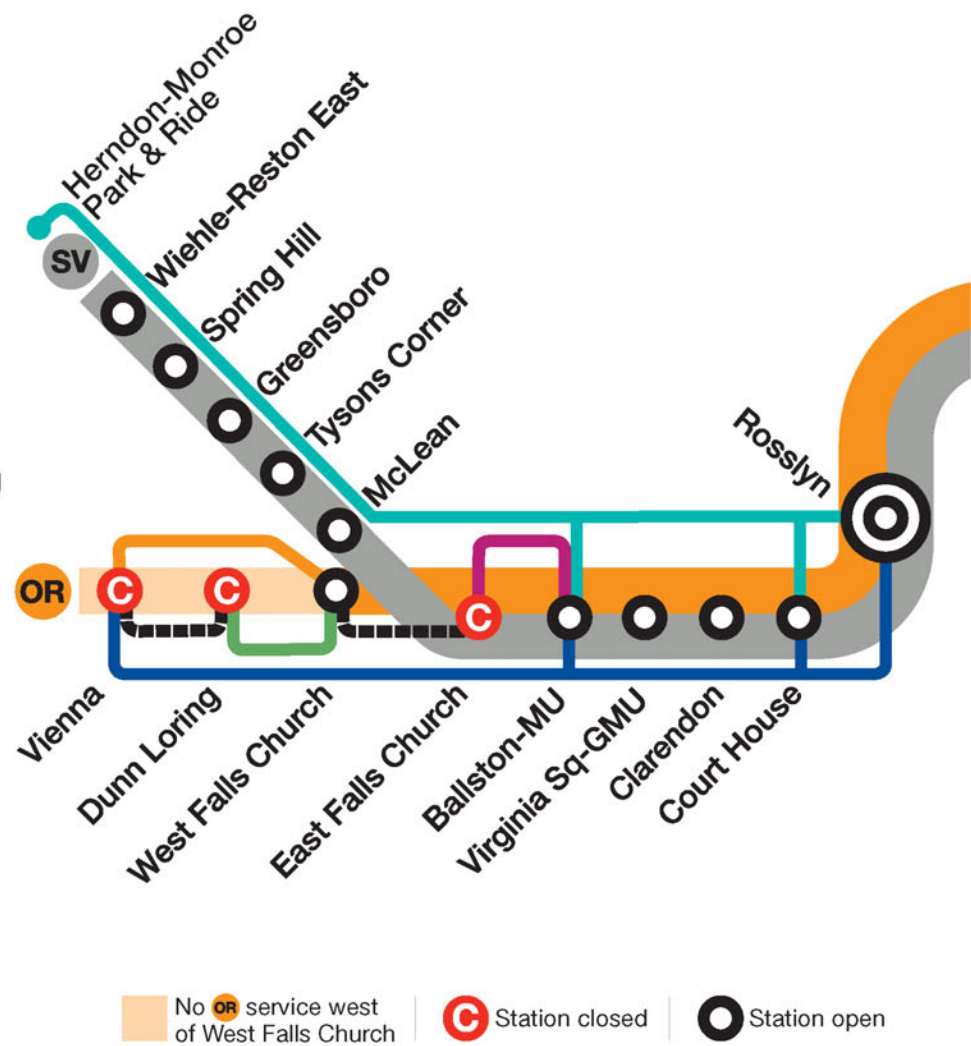 Herndon-Monroe
Park & Ride
Wiehle-Reston East
Spring Hill
Greensboro
Tysons Corner
McLean
Rosslyn
SV
OR
C
C
C
Vienna
Dunn Loring
West Falls Church
East Falls Church
Ballston-MU
Virginia Sq-GMU
Clarendon
Court House
No OR service west
of West Falls Church
C Station closed
Station open